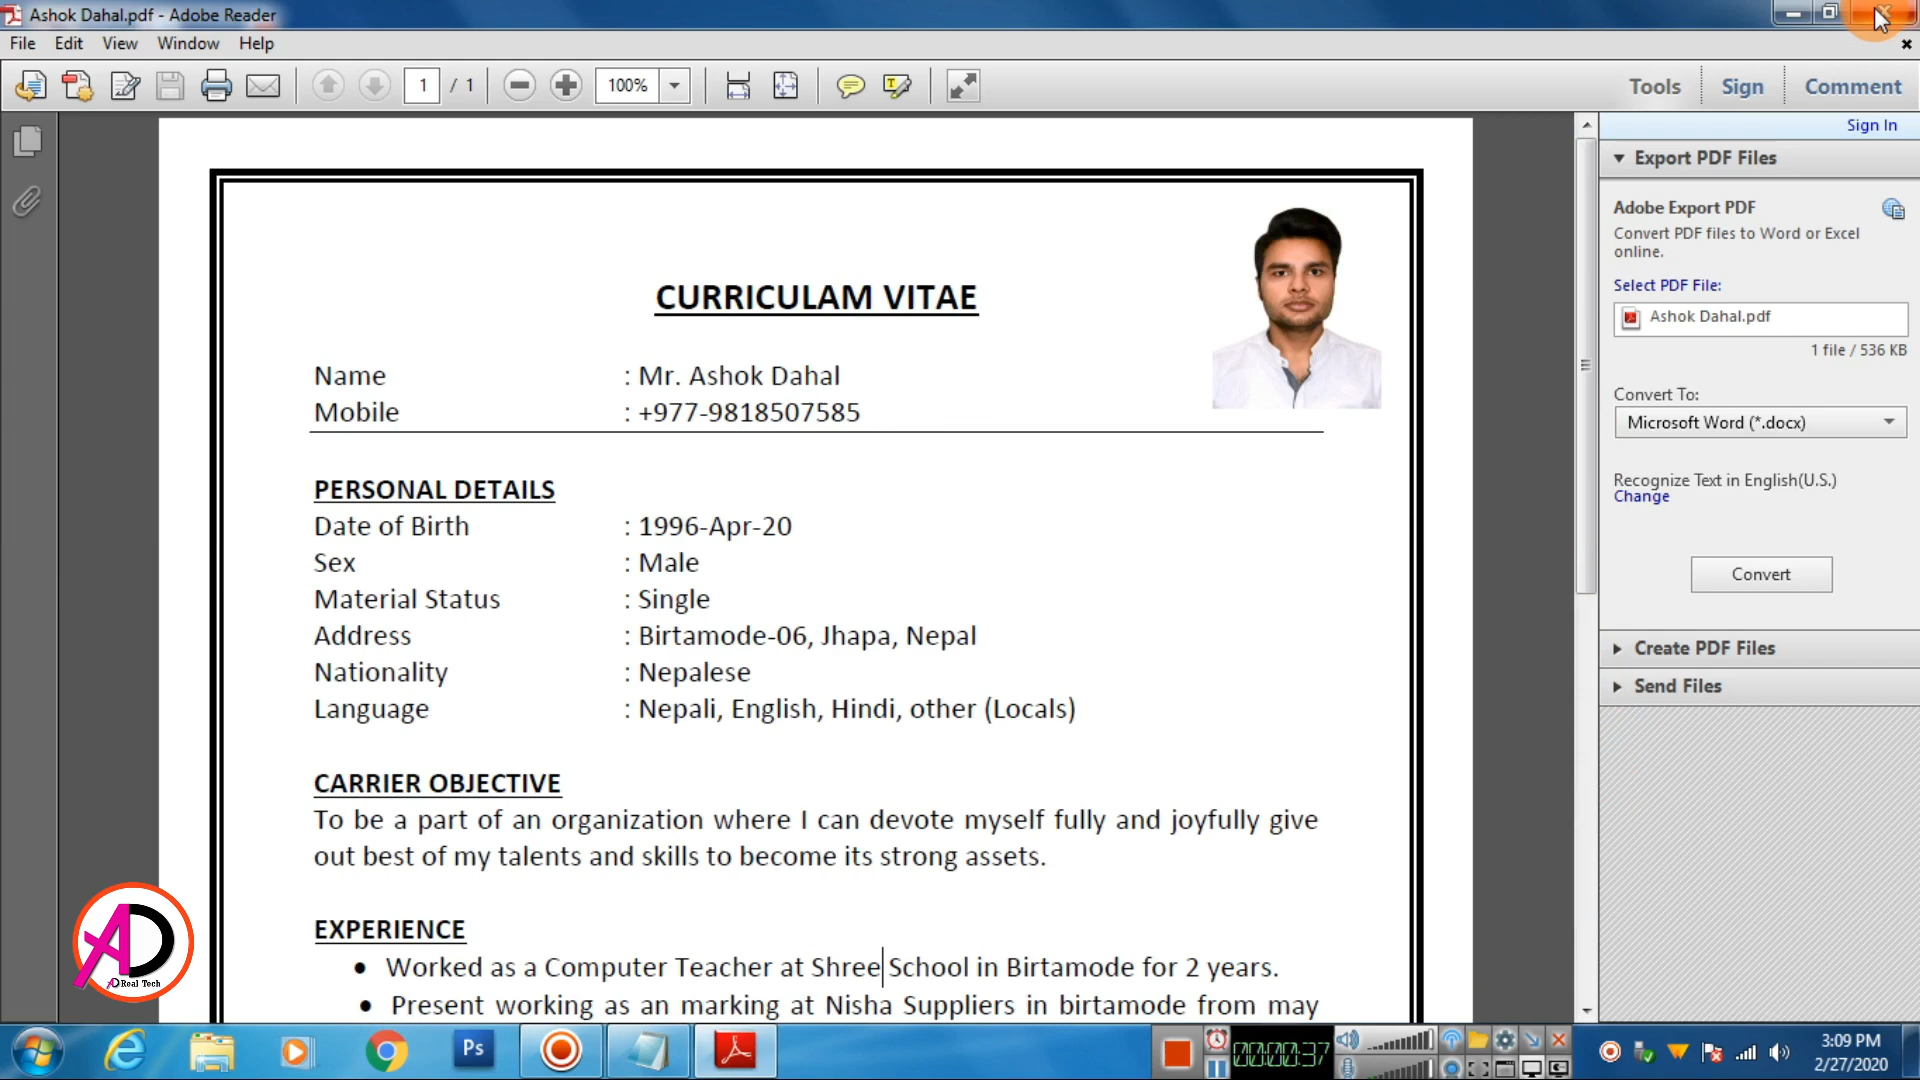 Ashok Dahal.pdf - Adobe Reader
File Edit View Window Help
1 / 1 100% Tools Sign Comment
Sign In
Export PDF Files
Adobe Export PDF
Convert PDF files to Word or Excel
online.
Select PDF File:
Ashok Dahal.pdf
1 file / 536 KB
Convert To:
Microsoft Word (*.docx)
Recognize Text in English(U.S.)
Change
Convert
Create PDF Files
Send Files
CURRICULAM VITAE
Name : Mr. Ashok Dahal
Mobile : +977-9818507585
PERSONAL DETAILS
Date of Birth : 1996-Apr-20
Sex : Male
Material Status : Single
Address : Birtamode-06, Jhapa, Nepal
Nationality : Nepalese
Language : Nepali, English, Hindi, other (Locals)
CARRIER OBJECTIVE
To be a part of an organization where I can devote myself fully and joyfully give
out best of my talents and skills to become its strong assets.
EXPERIENCE
• Worked as a Computer Teacher at Shree School in Birtamode for 2 years.
• Present working as an marking at Nisha Suppliers in birtamode from may
AD
AD Real Tech
Ps
00:00:37
3:09 PM
2/27/2020